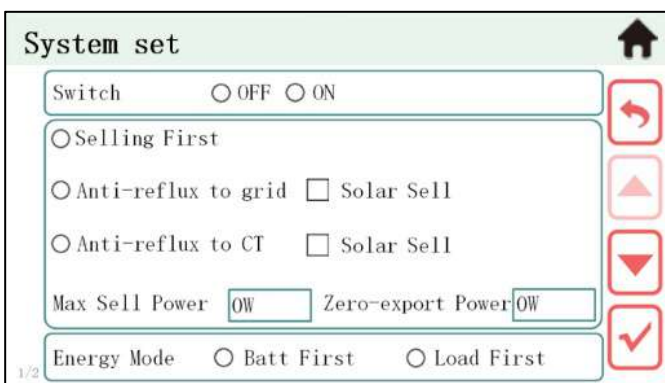 System set
Switch OFF ON
Selling First
Anti-reflux to grid Solar Sell
Anti-reflux to CT Solar Sell
Max Sell Power 0W Zero-export Power 0W
Energy Mode Batt First Load First
1/2